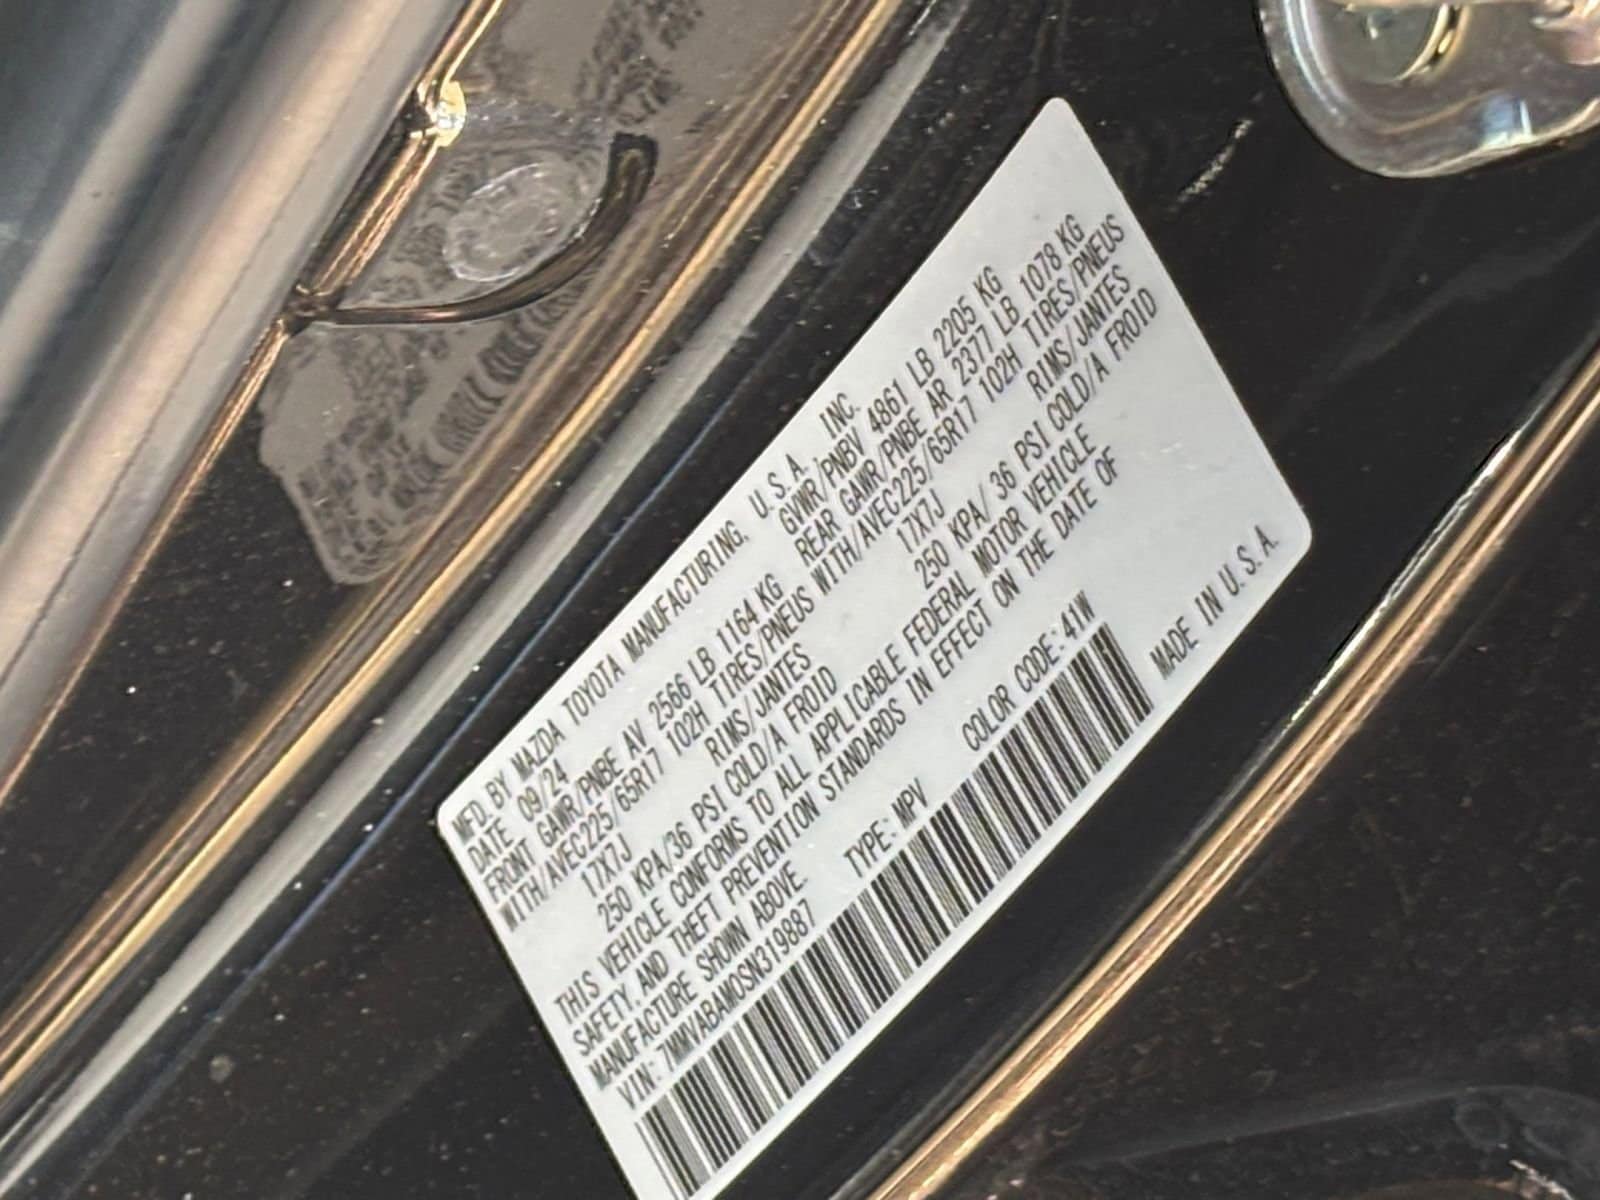 MFD. BY MAZDA TOYOTA MANUFACTURING, U.S.A., INC.
DATE 09/24 GVWR/PNBV 4861 LB 2205 KG
FRONT GAWR/PNBE AV 2566 LB 1164 KG REAR GAWR/PNBE AR 2377 LB 1078 KG
WITH/AVEC225/65R17 102H TIRES/PNEUS WITH/AVEC225/65R17 102H TIRES/PNEUS
17X7J RIMS/JANTES 17X7J RIMS/JANTES
250 KPA/36 PSI COLD/A FROID 250 KPA/ 36 PSI COLD/A FROID
THIS VEHICLE CONFORMS TO ALL APPLICABLE FEDERAL MOTOR VEHICLE
SAFETY, AND THEFT PREVENTION STANDARDS IN EFFECT ON THE DATE OF
MANUFACTURE SHOWN ABOVE.
VIN: 7MMVABAM0SN319887 TYPE: MPV COLOR CODE: 41W
MADE IN U.S.A.